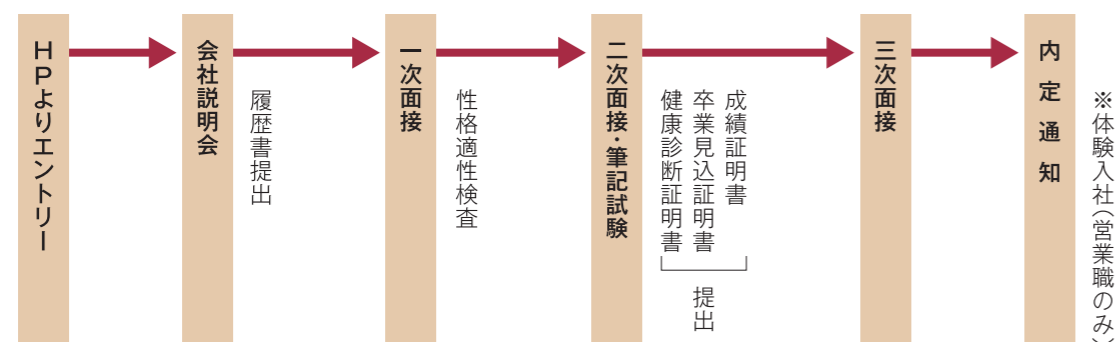 HPよりエントリー
会社説明会
履歴書提出
一次面接
性格適性検査
二次面接・筆記試験
成績証明書
卒業見込証明書
健康診断証明書
提出
三次面接
内定通知
※体験入社(営業職のみ)